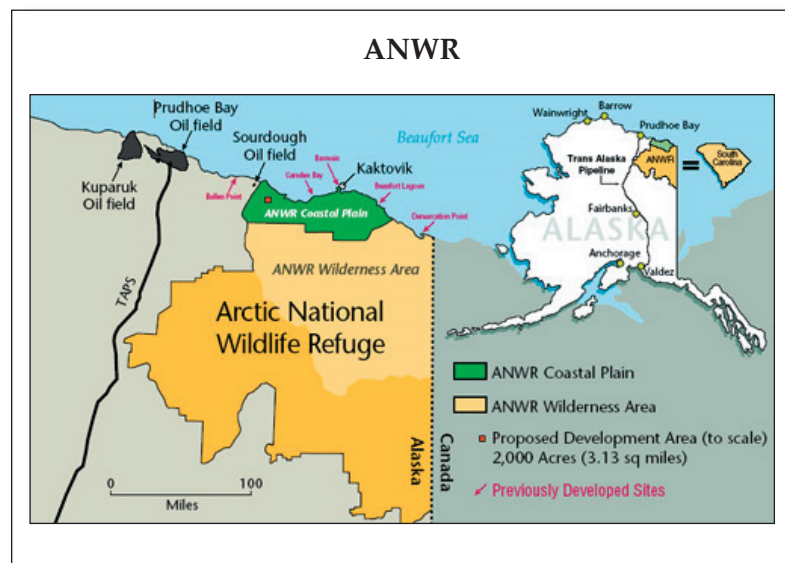 ANWR
Prudhoe Bay
Oil field
Sourdough
Oil field
Kuparuk
Oil field
Beaufort Sea
Bullen Point
Camden Bay
Barwain
Kaktovik
Beaufort Lagoon
Demarcation Point
ANWR Coastal Plain
ANWR Wilderness Area
Arctic National
Wildlife Refuge
TAPS
Alaska
Canada
0
100
Miles
Wainwright
Barrow
Prudhoe Bay
ANWR
=
South
Carolina
Trans Alaska
Pipeline
Fairbanks
ALASKA
Anchorage
Valdez
ANWR Coastal Plain
ANWR Wilderness Area
Proposed Development Area (to scale)
2,000 Acres (3.13 sq miles)
Previously Developed Sites